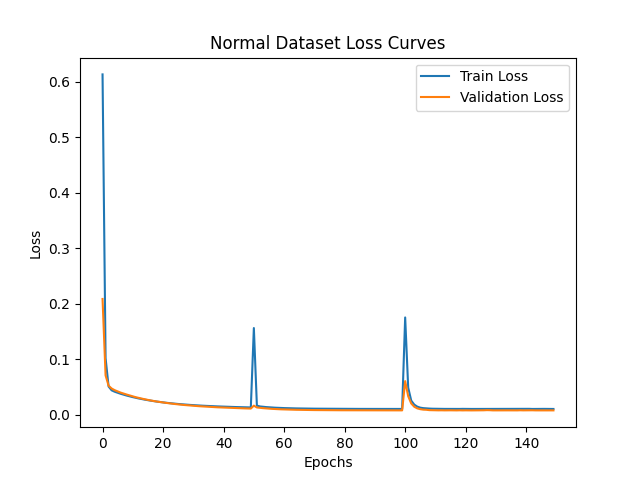 Normal Dataset Loss Curves
Train Loss
Validation Loss
Loss
0.6
0.5
0.4
0.3
0.2
0.1
0.0
0 20 40 60 80 100 120 140
Epochs